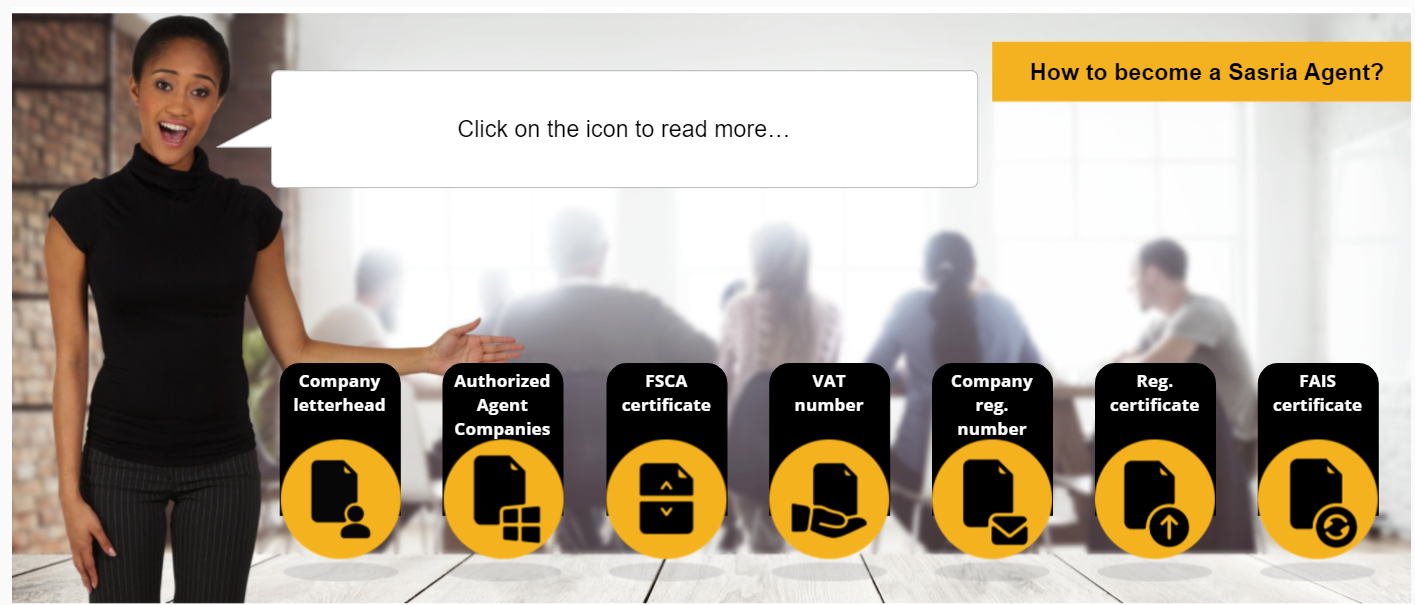 How to become a Sasria Agent?
Click on the icon to read more…
Company
letterhead
Authorized
Agent
Companies
FSCA
certificate
VAT
number
Company
reg.
number
Reg.
certificate
FAIS
certificate